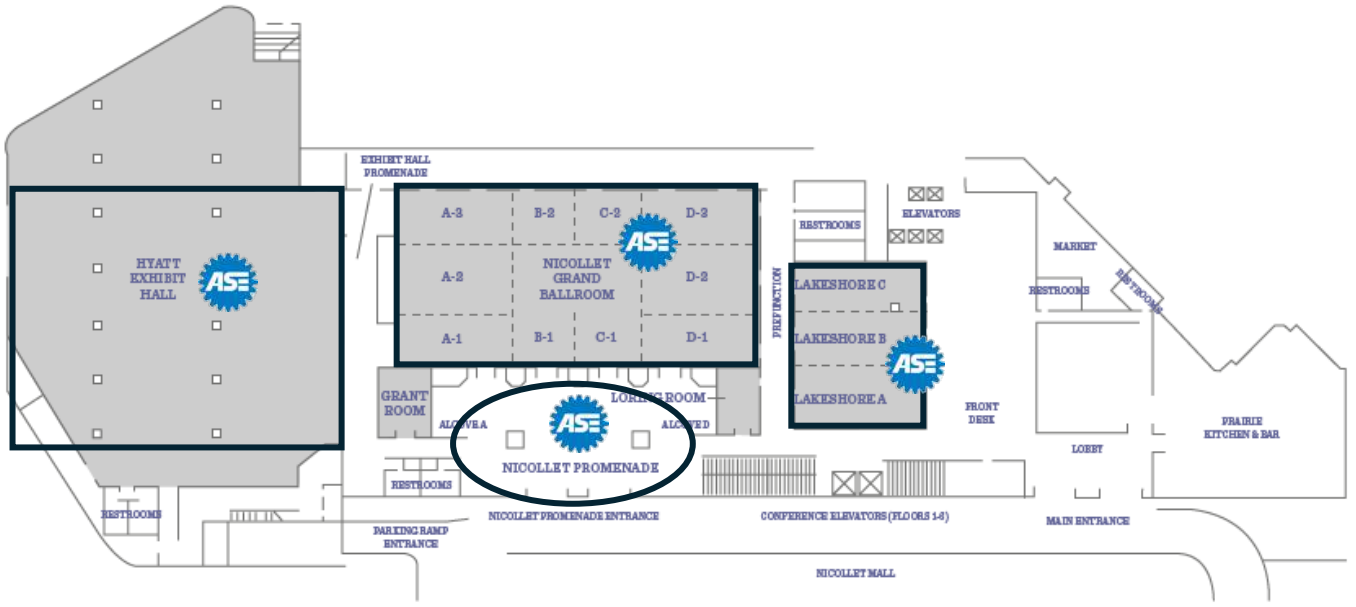 EXHIBIT HALL
PROMENADE
A-3
B-2
C-2
D-3
ASE
RESTROOMS
ELEVATORS
MARKET
HYATT
EXHIBIT
HALL
ASE
A-2
NICOLLET
GRAND
BALLROOM
D-2
PREFUNCTION
LAKESHORE C
RESTROOMS
RESTROOMS
A-1
B-1
C-1
D-1
LAKESHORE B
ASE
GRANT
ROOM
LORING ROOM
LAKESHORE A
ALCOVE A
ASE
ALCOVE D
FRONT
DESK
PRAIRIE
KITCHEN & BAR
LOBBY
NICOLLET PROMENADE
RESTROOMS
RESTROOMS
NICOLLET PROMENADE ENTRANCE
CONFERENCE ELEVATORS (FLOORS 1-6)
MAIN ENTRANCE
PARKING RAMP
ENTRANCE
NICOLLET MALL